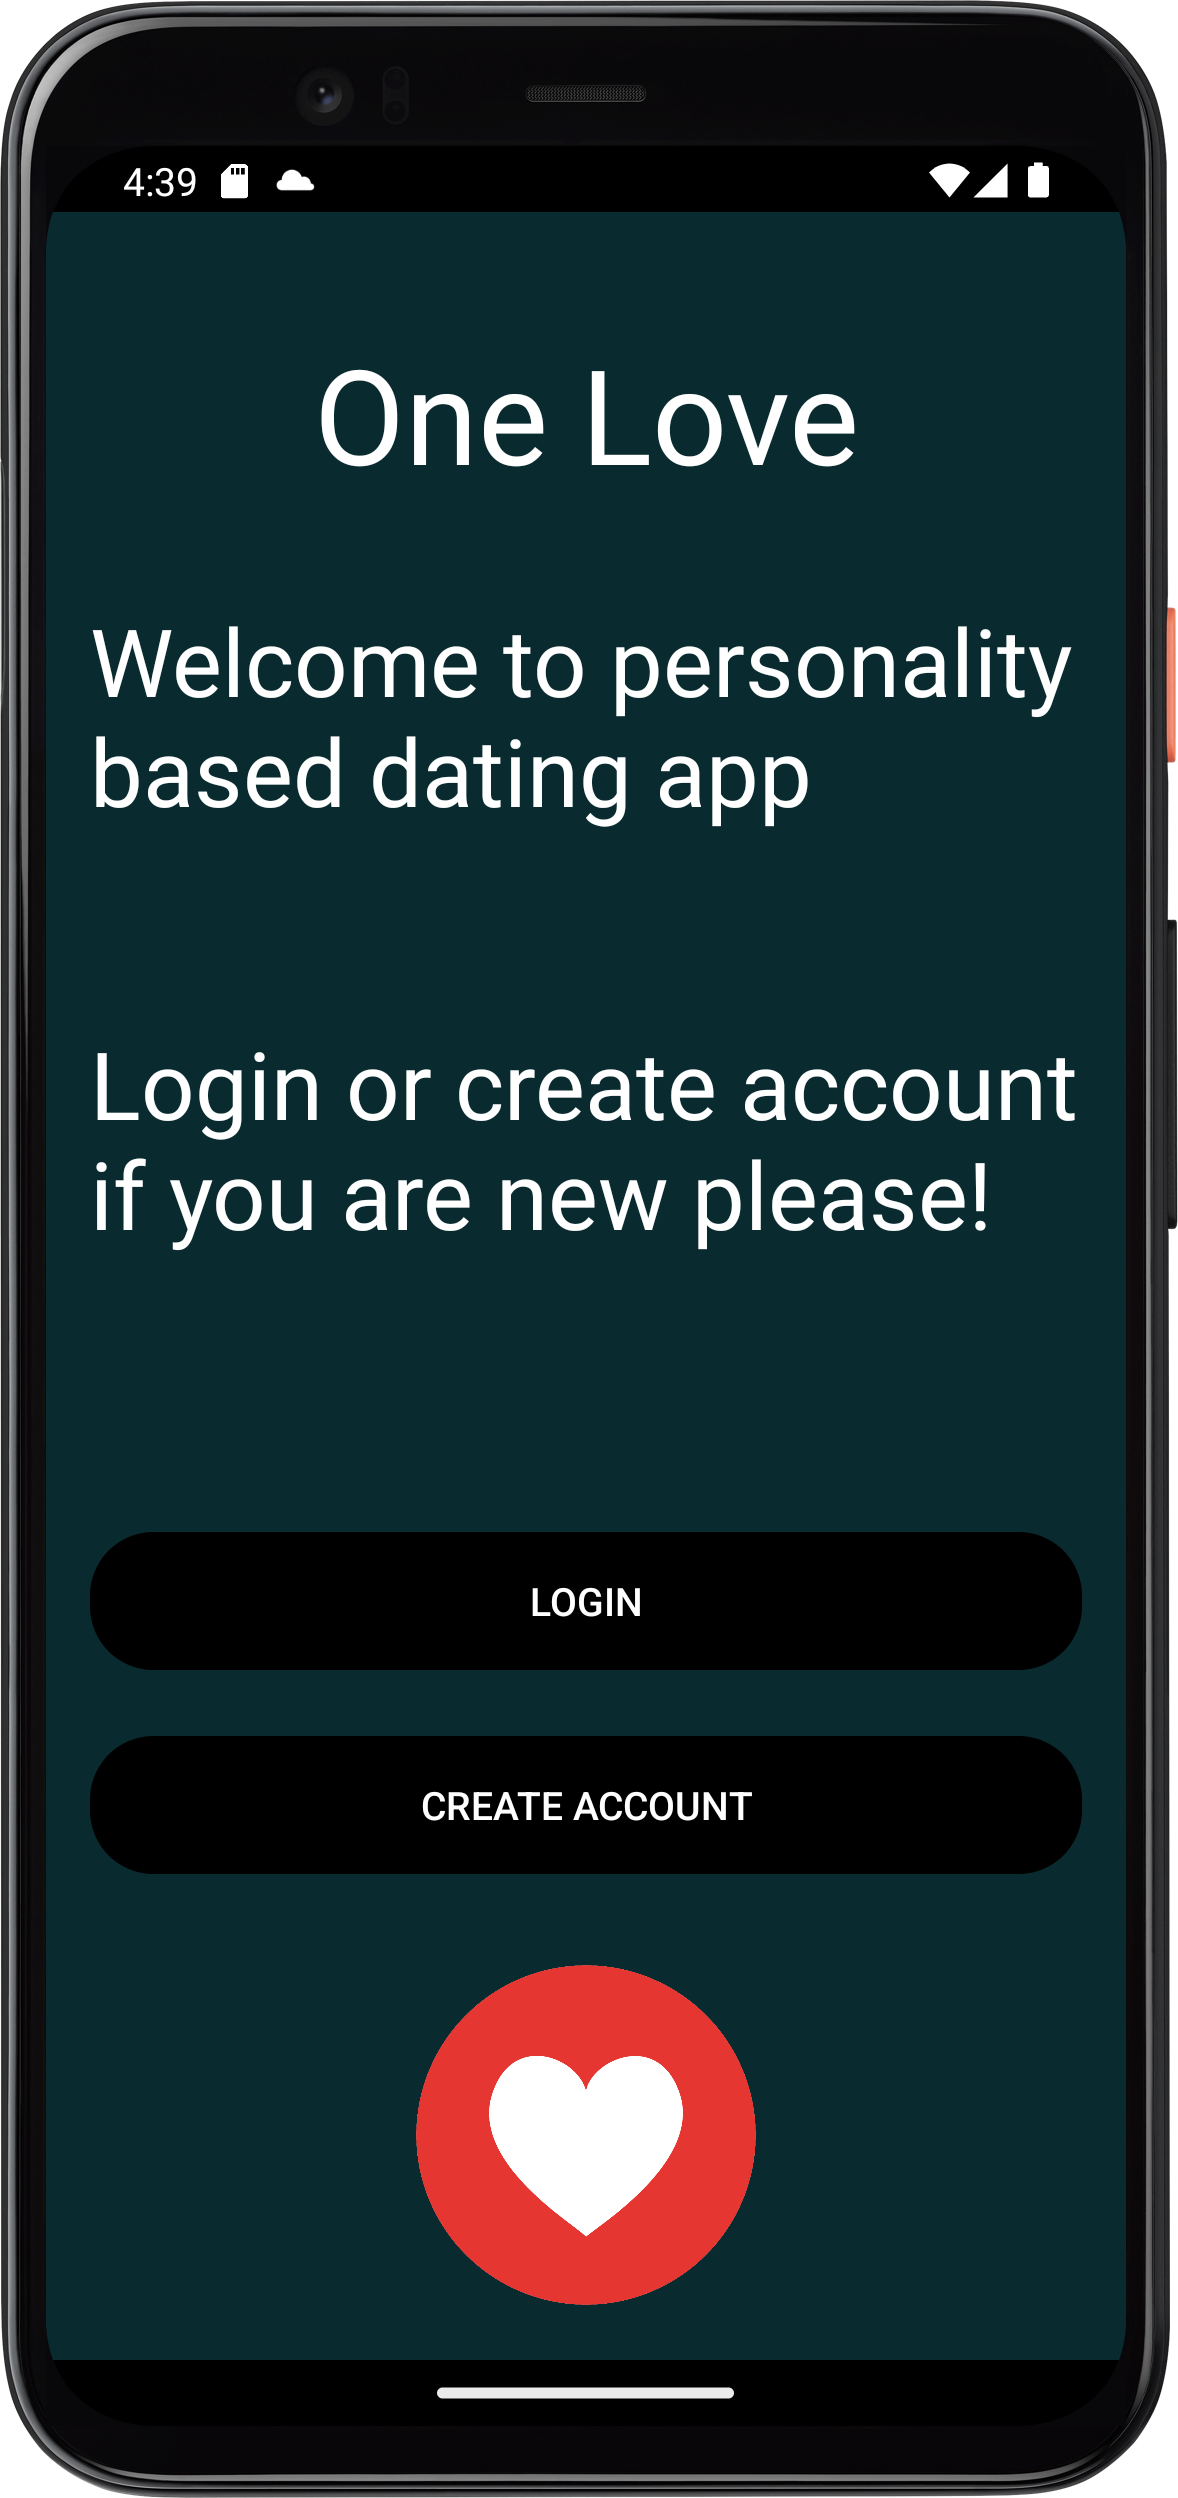 4:39
One Love
Welcome to personality
based dating app
Login or create account
if you are new please!
LOGIN
CREATE ACCOUNT